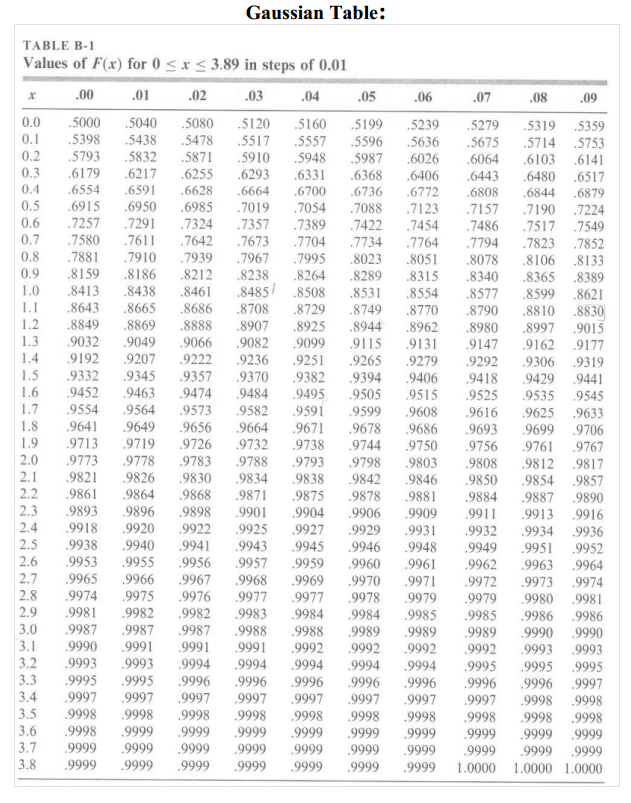 Gaussian Table:
TABLE B-1
Values of F(x) for 0 ≤ x ≤ 3.89 in steps of 0.01
x .00 .01 .02 .03 .04 .05 .06 .07 .08 .09
0.0 .5000 .5040 .5080 .5120 .5160 .5199 .5239 .5279 .5319 .5359
0.1 .5398 .5438 .5478 .5517 .5557 .5596 .5636 .5675 .5714 .5753
0.2 .5793 .5832 .5871 .5910 .5948 .5987 .6026 .6064 .6103 .6141
0.3 .6179 .6217 .6255 .6293 .6331 .6368 .6406 .6443 .6480 .6517
0.4 .6554 .6591 .6628 .6664 .6700 .6736 .6772 .6808 .6844 .6879
0.5 .6915 .6950 .6985 .7019 .7054 .7088 .7123 .7157 .7190 .7224
0.6 .7257 .7291 .7324 .7357 .7389 .7422 .7454 .7486 .7517 .7549
0.7 .7580 .7611 .7642 .7673 .7704 .7734 .7764 .7794 .7823 .7852
0.8 .7881 .7910 .7939 .7967 .7995 .8023 .8051 .8078 .8106 .8133
0.9 .8159 .8186 .8212 .8238 .8264 .8289 .8315 .8340 .8365 .8389
1.0 .8413 .8438 .8461 .8485 .8508 .8531 .8554 .8577 .8599 .8621
1.1 .8643 .8665 .8686 .8708 .8729 .8749 .8770 .8790 .8810 .8830
1.2 .8849 .8869 .8888 .8907 .8925 .8944 .8962 .8980 .8997 .9015
1.3 .9032 .9049 .9066 .9082 .9099 .9115 .9131 .9147 .9162 .9177
1.4 .9192 .9207 .9222 .9236 .9251 .9265 .9279 .9292 .9306 .9319
1.5 .9332 .9345 .9357 .9370 .9382 .9394 .9406 .9418 .9429 .9441
1.6 .9452 .9463 .9474 .9484 .9495 .9505 .9515 .9525 .9535 .9545
1.7 .9554 .9564 .9573 .9582 .9591 .9599 .9608 .9616 .9625 .9633
1.8 .9641 .9649 .9656 .9664 .9671 .9678 .9686 .9693 .9699 .9706
1.9 .9713 .9719 .9726 .9732 .9738 .9744 .9750 .9756 .9761 .9767
2.0 .9773 .9778 .9783 .9788 .9793 .9798 .9803 .9808 .9812 .9817
2.1 .9821 .9826 .9830 .9834 .9838 .9842 .9846 .9850 .9854 .9857
2.2 .9861 .9864 .9868 .9871 .9875 .9878 .9881 .9884 .9887 .9890
2.3 .9893 .9896 .9898 .9901 .9904 .9906 .9909 .9911 .9913 .9916
2.4 .9918 .9920 .9922 .9925 .9927 .9929 .9931 .9932 .9934 .9936
2.5 .9938 .9940 .9941 .9943 .9945 .9946 .9948 .9949 .9951 .9952
2.6 .9953 .9955 .9956 .9957 .9959 .9960 .9961 .9962 .9963 .9964
2.7 .9965 .9966 .9967 .9968 .9969 .9970 .9971 .9972 .9973 .9974
2.8 .9974 .9975 .9976 .9977 .9977 .9978 .9979 .9979 .9980 .9981
2.9 .9981 .9982 .9982 .9983 .9984 .9984 .9985 .9985 .9986 .9986
3.0 .9987 .9987 .9987 .9988 .9988 .9989 .9989 .9989 .9990 .9990
3.1 .9990 .9991 .9991 .9991 .9992 .9992 .9992 .9992 .9993 .9993
3.2 .9993 .9993 .9994 .9994 .9994 .9994 .9994 .9995 .9995 .9995
3.3 .9995 .9995 .9996 .9996 .9996 .9996 .9996 .9996 .9996 .9997
3.4 .9997 .9997 .9997 .9997 .9997 .9997 .9997 .9997 .9998 .9998
3.5 .9998 .9998 .9998 .9998 .9998 .9998 .9998 .9998 .9998 .9998
3.6 .9998 .9999 .9999 .9999 .9999 .9999 .9999 .9999 .9999 .9999
3.7 .9999 .9999 .9999 .9999 .9999 .9999 .9999 .9999 .9999 .9999
3.8 .9999 .9999 .9999 .9999 .9999 .9999 .9999 1.0000 1.0000 1.0000